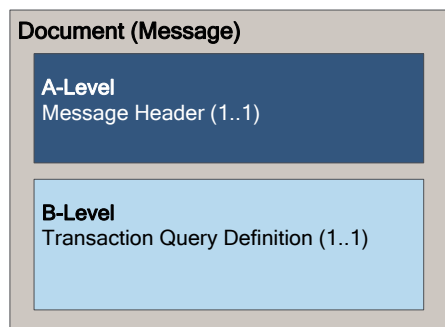 Document (Message)
A-Level
Message Header (1..1)
B-Level
Transaction Query Definition (1..1)